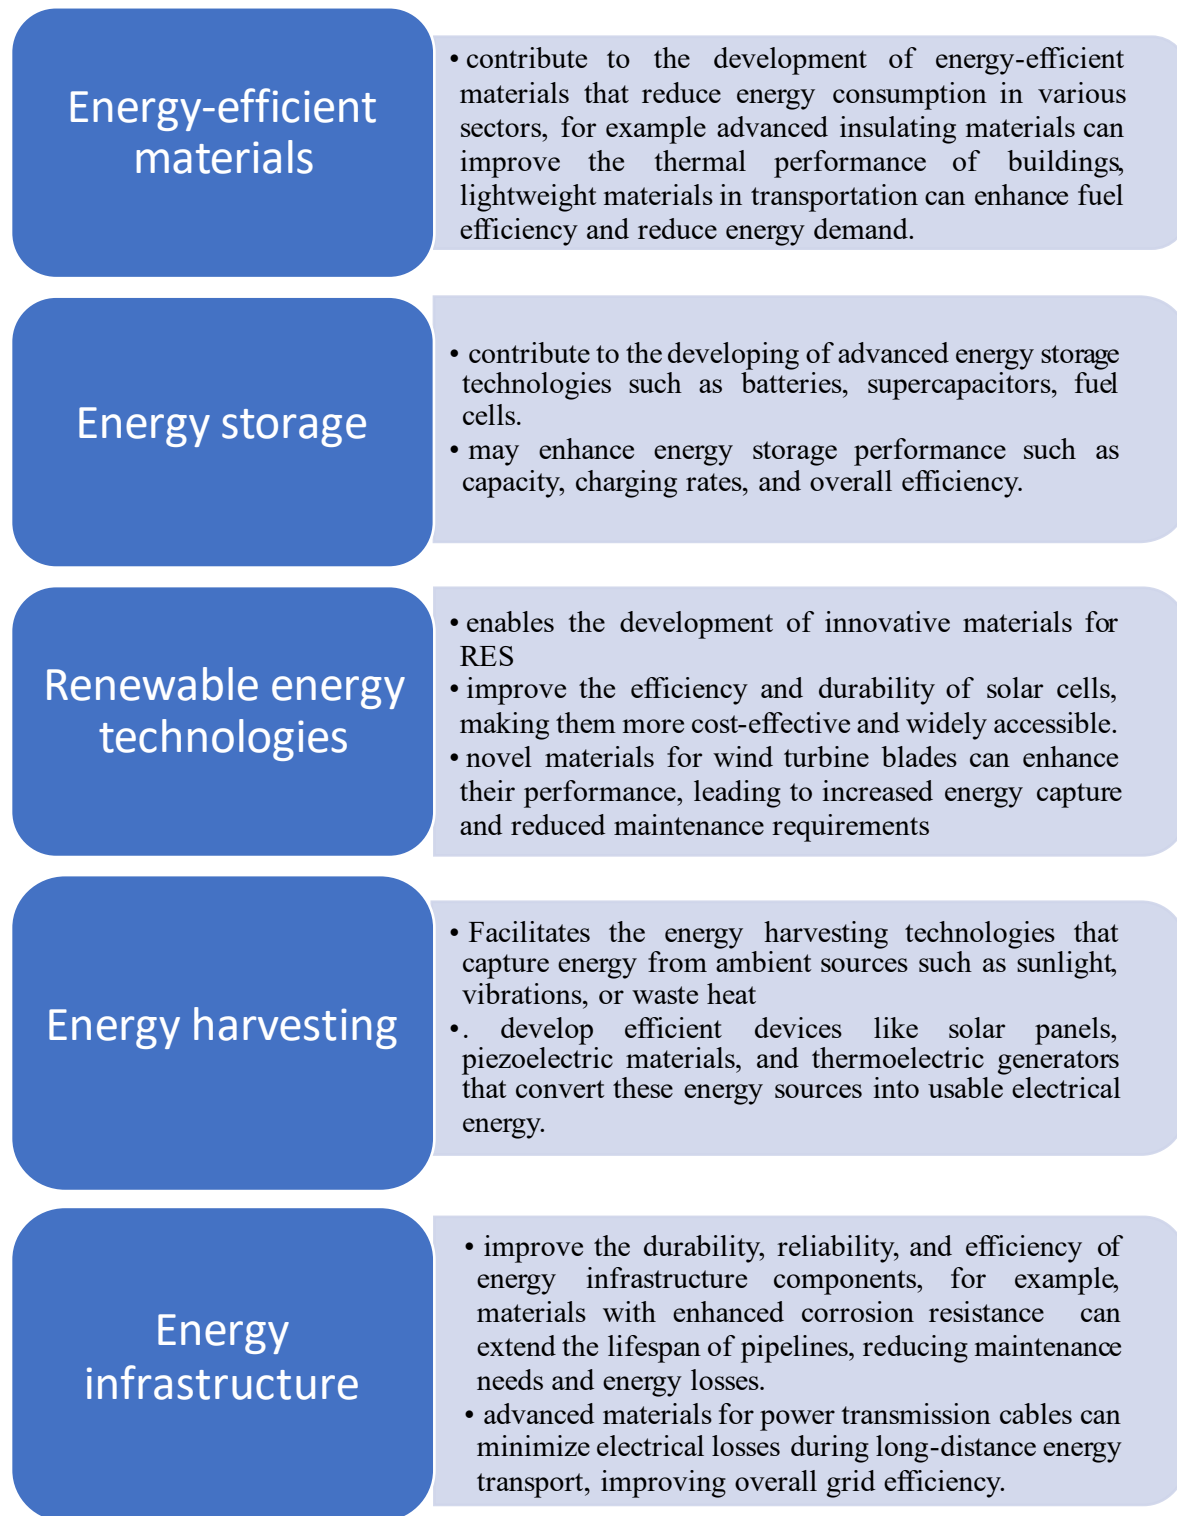 Energy-efficient
materials
• contribute to the development of energy-efficient
materials that reduce energy consumption in various
sectors, for example advanced insulating materials can
improve the thermal performance of buildings,
lightweight materials in transportation can enhance fuel
efficiency and reduce energy demand.
Energy storage
• contribute to the developing of advanced energy storage
technologies such as batteries, supercapacitors, fuel
cells.
• may enhance energy storage performance such as
capacity, charging rates, and overall efficiency.
Renewable energy
technologies
• enables the development of innovative materials for
RES
• improve the efficiency and durability of solar cells,
making them more cost-effective and widely accessible.
• novel materials for wind turbine blades can enhance
their performance, leading to increased energy capture
and reduced maintenance requirements
Energy harvesting
• Facilitates the energy harvesting technologies that
capture energy from ambient sources such as sunlight,
vibrations, or waste heat
•. develop efficient devices like solar panels,
piezoelectric materials, and thermoelectric generators
that convert these energy sources into usable electrical
energy.
Energy
infrastructure
• improve the durability, reliability, and efficiency of
energy infrastructure components, for example,
materials with enhanced corrosion resistance can
extend the lifespan of pipelines, reducing maintenance
needs and energy losses.
• advanced materials for power transmission cables can
minimize electrical losses during long-distance energy
transport, improving overall grid efficiency.